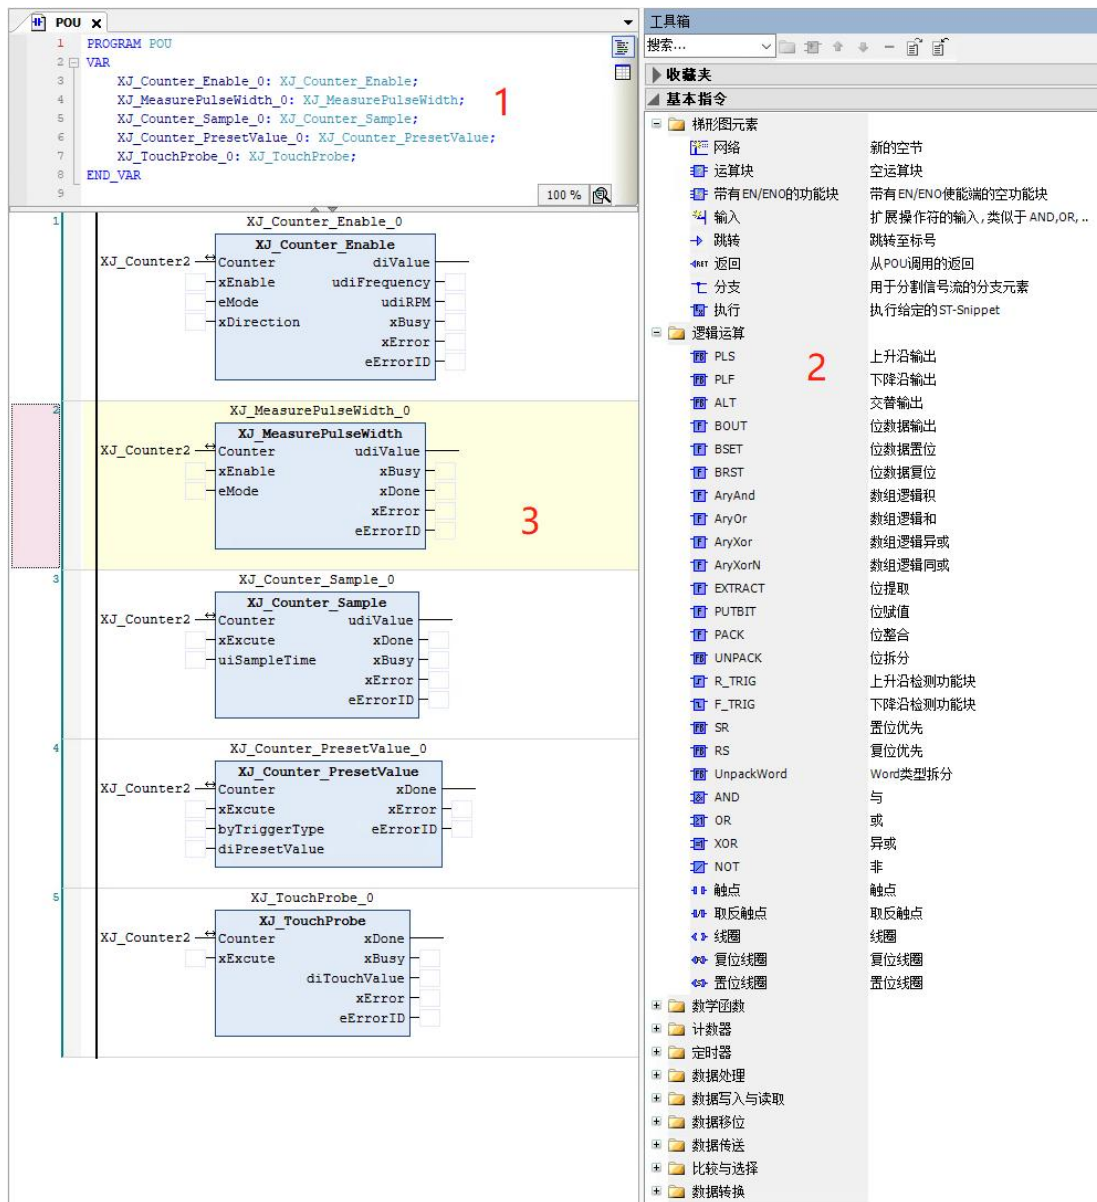 POU
1 PROGRAM POU
2 VAR
3 XJ_Counter_Enable_0: XJ_Counter_Enable;
4 XJ_MeasurePulseWidth_0: XJ_MeasurePulseWidth;
5 XJ_Counter_Sample_0: XJ_Counter_Sample;
6 XJ_Counter_PresetValue_0: XJ_Counter_PresetValue;
7 XJ_TouchProbe_0: XJ_TouchProbe;
8 END_VAR
9
1
100 %
1
XJ_Counter_Enable_0
XJ_Counter_Enable
XJ_Counter2 Counter diValue
xEnable udiFrequency
eMode udiRPM
xDirection xBusy
xError
eErrorID
2
XJ_MeasurePulseWidth_0
XJ_MeasurePulseWidth
XJ_Counter2 Counter udiValue
xEnable xBusy
eMode xDone
xError
eErrorID
3
3
XJ_Counter_Sample_0
XJ_Counter_Sample
XJ_Counter2 Counter udiValue
xExcute xDone
uiSampleTime xBusy
xError
eErrorID
4
XJ_Counter_PresetValue_0
XJ_Counter_PresetValue
XJ_Counter2 Counter xDone
xExcute xError
byTriggerType eErrorID
diPresetValue
5
XJ_TouchProbe_0
XJ_TouchProbe
XJ_Counter2 Counter xDone
xExcute xBusy
diTouchValue
xError
eErrorID
工具箱
搜索...
收藏夹
基本指令
梯形图元素
网络 新的空节
运算块 空运算块
带有EN/ENO的功能块 带有EN/ENO使能端的空功能块
输入 扩展操作符的输入,类似于 AND,OR, ..
跳转 跳转至标号
RET 返回 从POU调用的返回
分支 用于分割信号流的分支元素
执行 执行给定的ST-Snippet
逻辑运算
2
FB PLS 上升沿输出
FB PLF 下降沿输出
FB ALT 交替输出
F BOUT 位数据输出
F BSET 位数据置位
F BRST 位数据复位
F AryAnd 数组逻辑积
F AryOr 数组逻辑和
F AryXor 数组逻辑异或
F AryXorN 数组逻辑同或
F EXTRACT 位提取
F PUTBIT 位赋值
F PACK 位整合
FB UNPACK 位拆分
R_TRIG 上升沿检测功能块
F_TRIG 下降沿检测功能块
FB SR 置位优先
FB RS 复位优先
FB UnpackWord Word类型拆分
& AND 与
≥1 OR 或
XOR 异或
NOT 非
触点 触点
取反触点 取反触点
线圈 线圈
复位线圈 复位线圈
置位线圈 置位线圈
数学函数
计数器
定时器
数据处理
数据写入与读取
数据移位
数据传送
比较与选择
数据转换